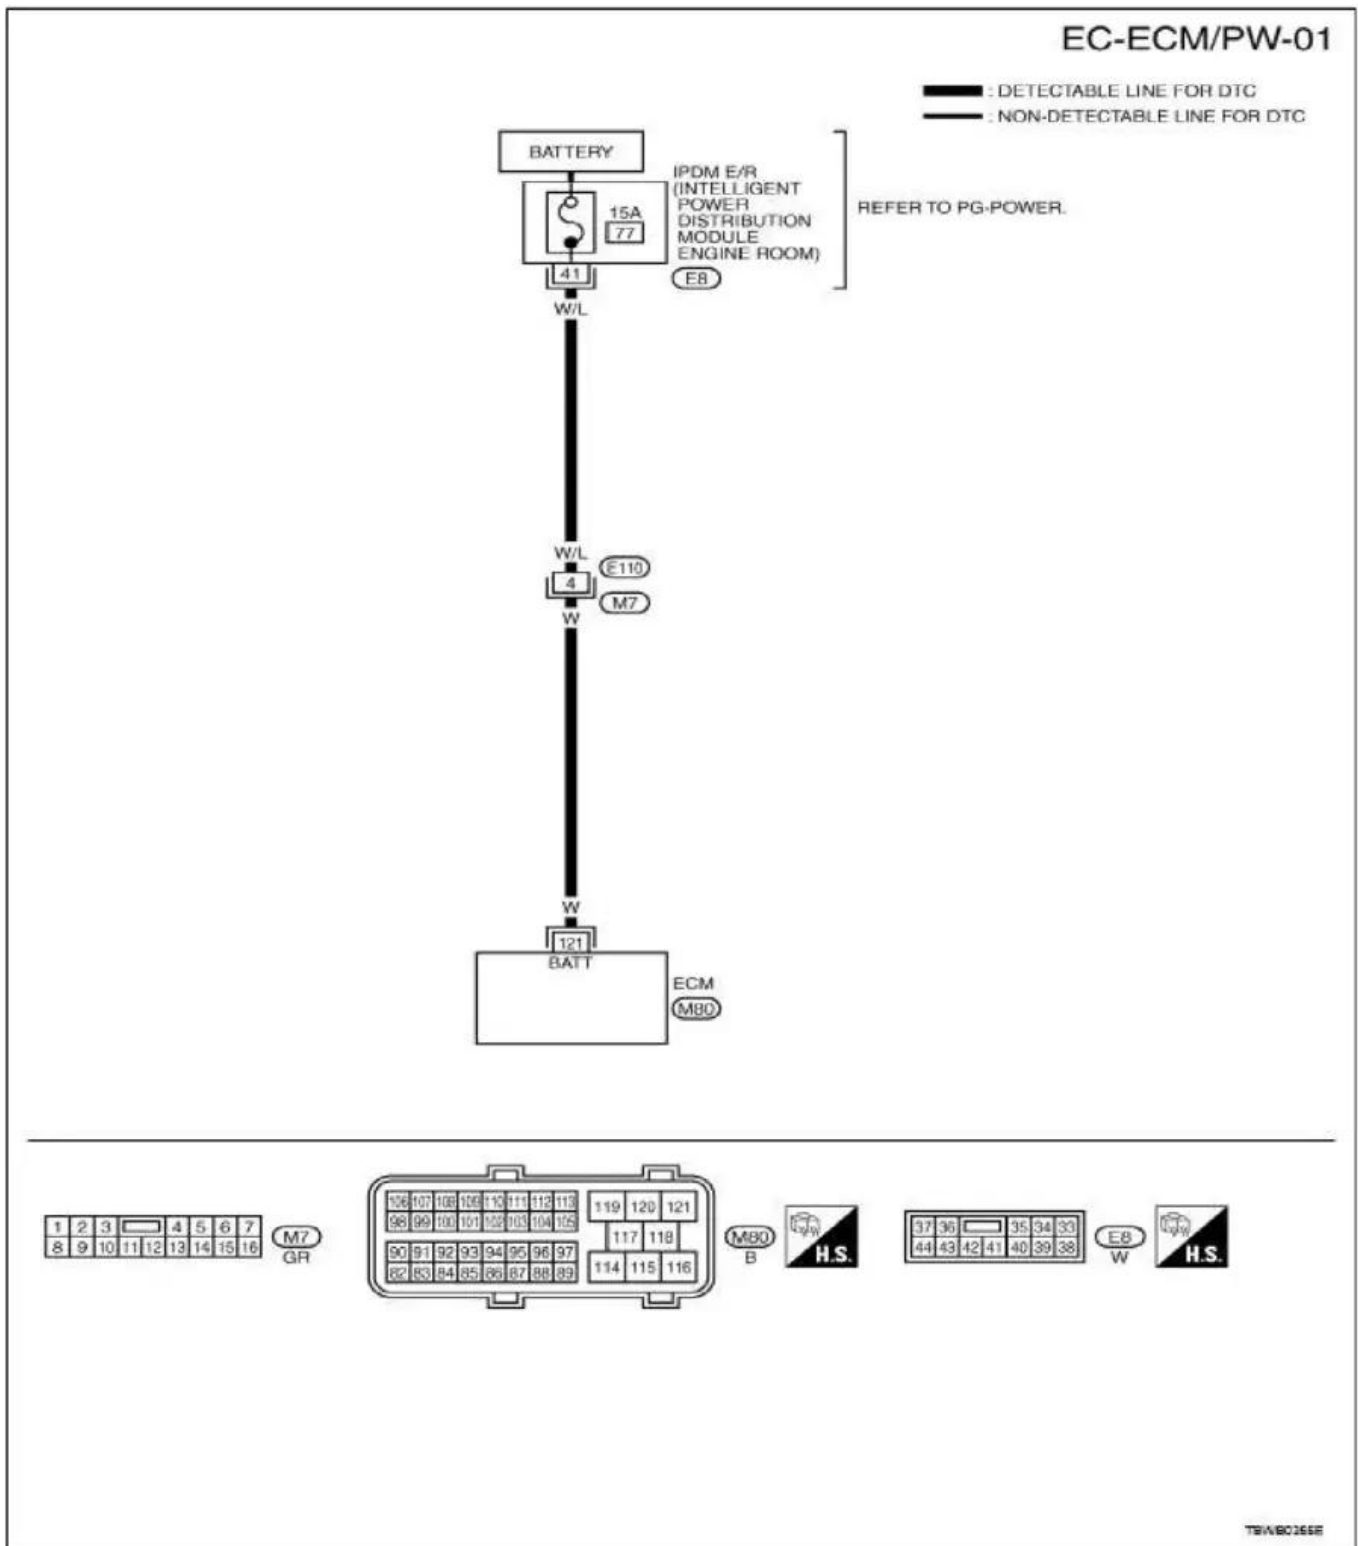 EC-ECM/PW-01
: DETECTABLE LINE FOR DTC
: NON-DETECTABLE LINE FOR DTC
BATTERY
IPDM E/R
(INTELLIGENT
POWER
DISTRIBUTION
MODULE
ENGINE ROOM)
15A
77
REFER TO PG-POWER.
41
E8
W/L
W/L
E110
4
M7
W
W
121
BATT
ECM
M80
1 2 3 4 5 6 7
8 9 10 11 12 13 14 15 16
M7
GR
106 107 108 109 110 111 112 113
98 99 100 101 102 103 104 105
90 91 92 93 94 95 96 97
82 83 84 85 86 87 88 89
119 120 121
117 118
114 115 116
M80
B
H.S.
37 36 35 34 33
44 43 42 41 40 39 38
E8
W
H.S.